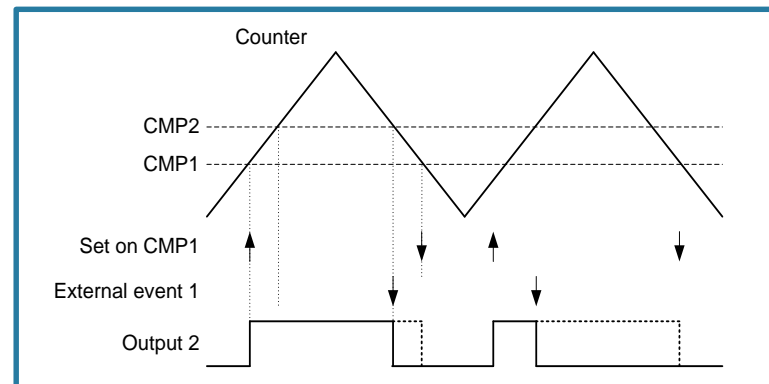 Counter
CMP2
CMP1
Set on CMP1
External event 1
Output 2